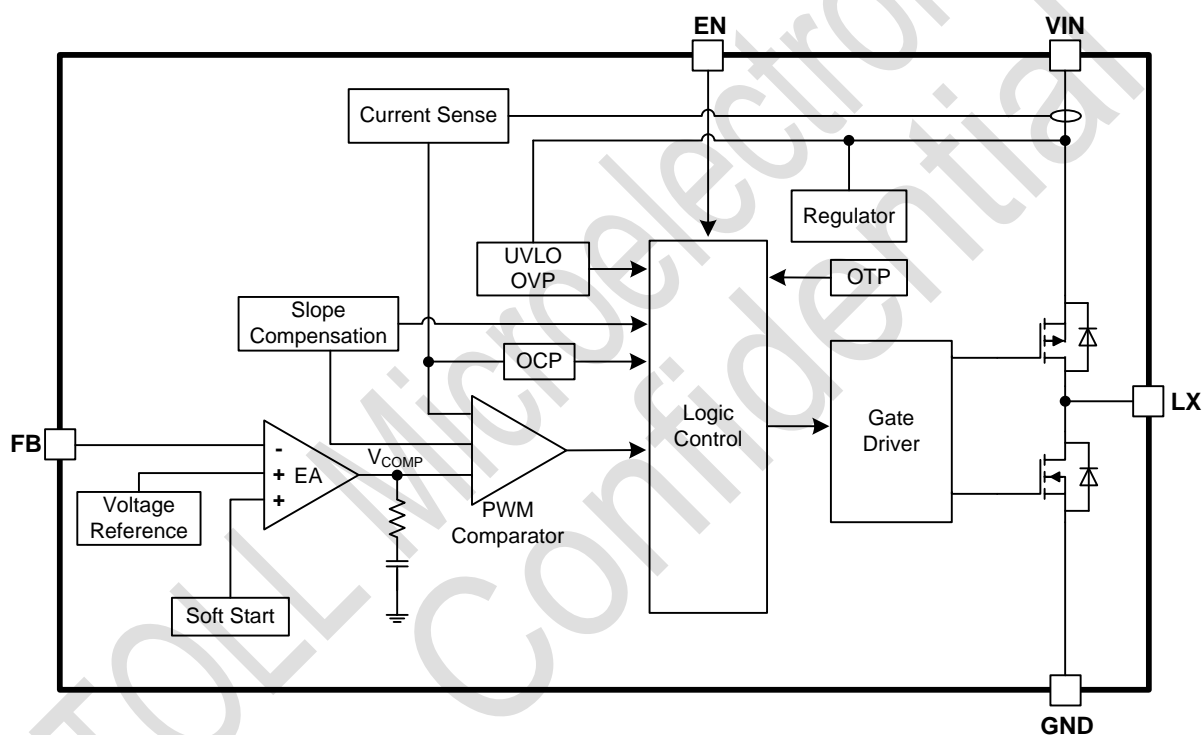 EN
VIN
Current Sense
Regulator
UVLO
OVP
OTP
Slope
Compensation
OCP
Logic
Control
Gate
Driver
LX
FB
-
+
+
EA
VCOMP
PWM
Comparator
Voltage
Reference
Soft Start
GND
TOLL Microelectron
Confidential